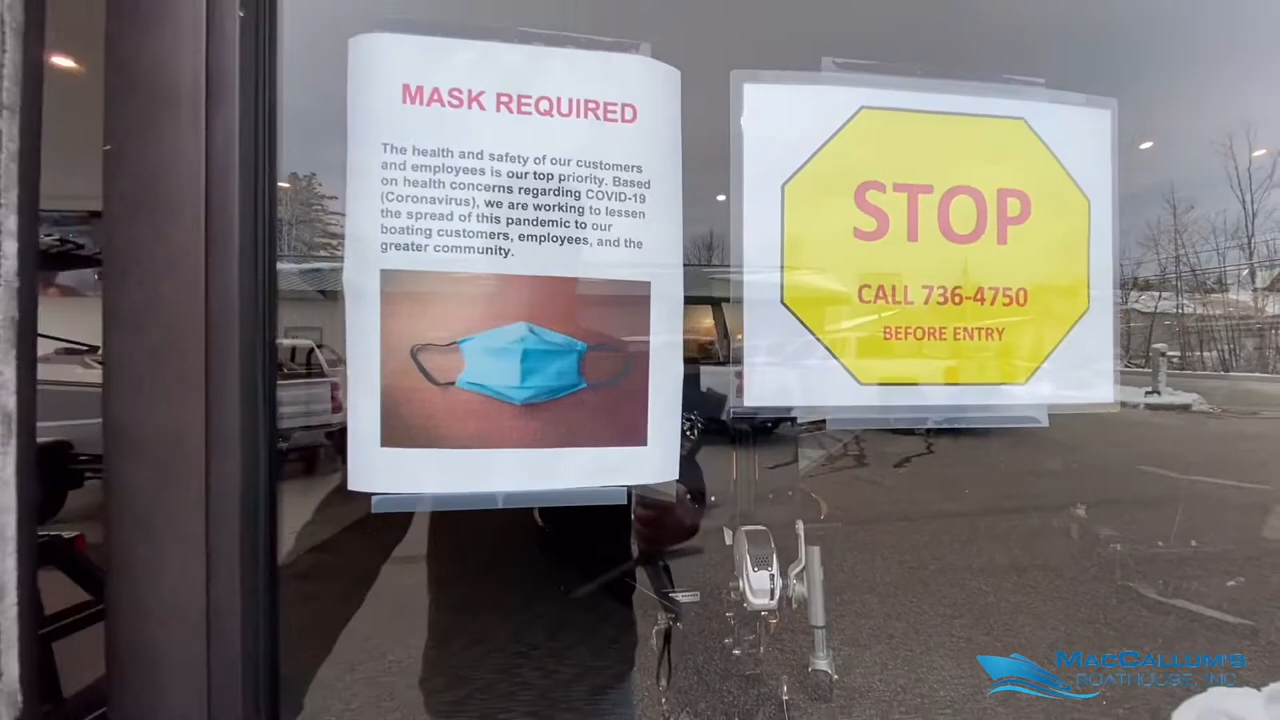 MASK REQUIRED
The health and safety of our customers
and employees is our top priority. Based
on health concerns regarding COVID-19
(Coronavirus), we are working to lessen
the spread of this pandemic to our
boating customers, employees, and the
greater community.
STOP
CALL 736-4750
BEFORE ENTRY
MACCALLUM'S
BOATHOUSE, INC.